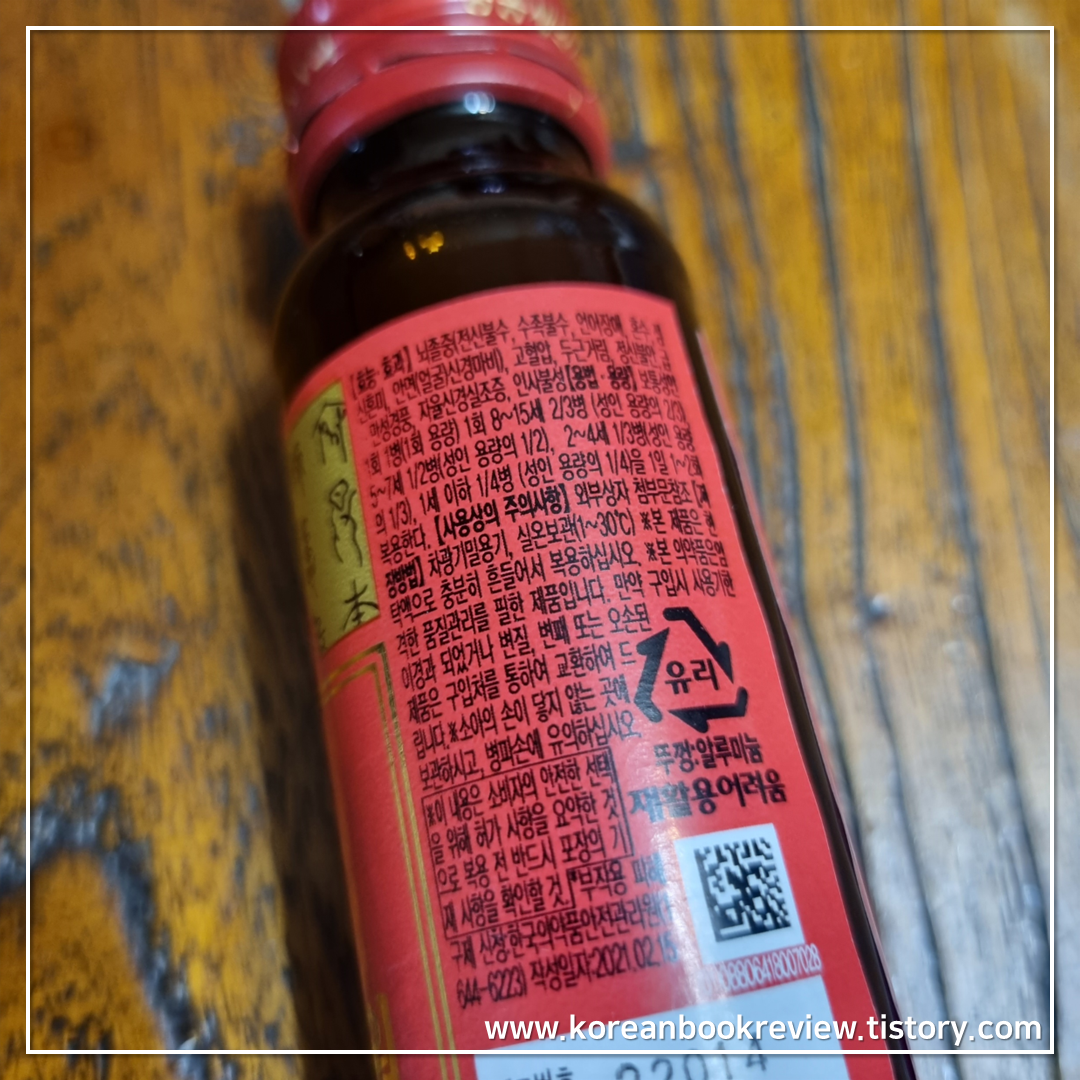 [효능·효과] 뇌졸중(전신불수, 수족불수, 언어장애, 혼수,
안면(얼굴)신경마비), 고혈압, 두근거림, 정신불안,
만성경풍, 자율신경실조증, 인사불성 [용법·용량]
1회 1병(1회 용량) 1회 8~15세 2/3병 (성인 용량의 2/3)
5~7세 1/2병(성인 용량의 1/2), 2~4세 1/3병(성인 용량
의 1/3), 1세 이하 1/4병 (성인 용량의 1/4)을 1일 1~2회
복용한다. [사용상의 주의사항] 외부상자 첨부문참조 [저
장방법] 차광기밀용기, 실온보관(1~30℃) ※본 제품은 현
탁액으로 충분히 흔들어서 복용하십시오. ※본 의약품은 엄
격한 품질관리를 필한 제품입니다. 만약 구입시 사용기한
이 경과 되었거나 변질, 변패 또는 오손된
제품은 구입처를 통하여 교환하여 드
립니다. ※소아의 손이 닿지 않는 곳에
보관하시고, 병파손에 유의하십시오.
※이 내용은 소비자의 안전한 선택
을 위해 허가 사항을 요약한 것
으로 복용 전 반드시 포장의 기
재 사항을 확인할 것.
*부작용 피해
구제 신청:한국의약품안전관리원
644-6223) 작성일자:2021.02.15
유리
뚜껑:알루미늄
재활용어려움
www.koreanbookreview.tistory.com